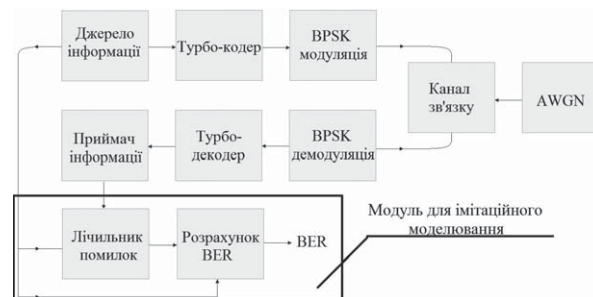 Джерело
інформації
Турбо-кодер
BPSK
модуляція
Канал
зв'язку
AWGN
Приймач
інформації
Турбо-
декодер
BPSK
демодуляція
Лічильник
помилок
Розрахунок
BER
BER
Модуль для імітаційного
моделювання